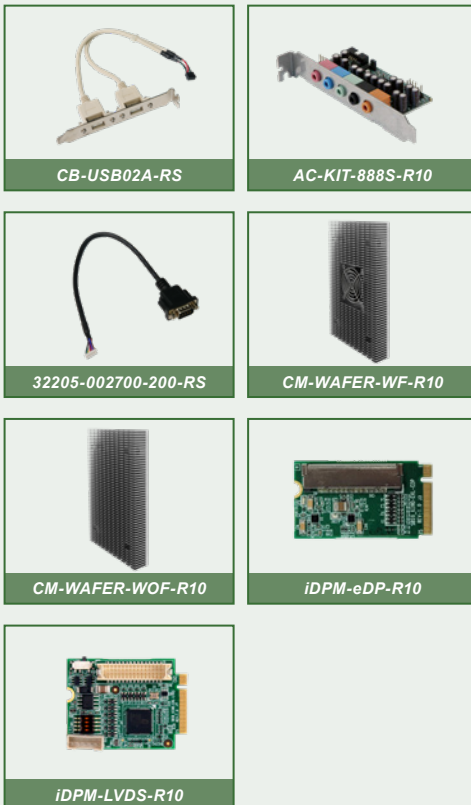 CB-USB02A-RS
AC-KIT-888S-R10
32205-002700-200-RS
CM-WAFER-WF-R10
CM-WAFER-WOF-R10
iDPM-eDP-R10
iDPM-LVDS-R10